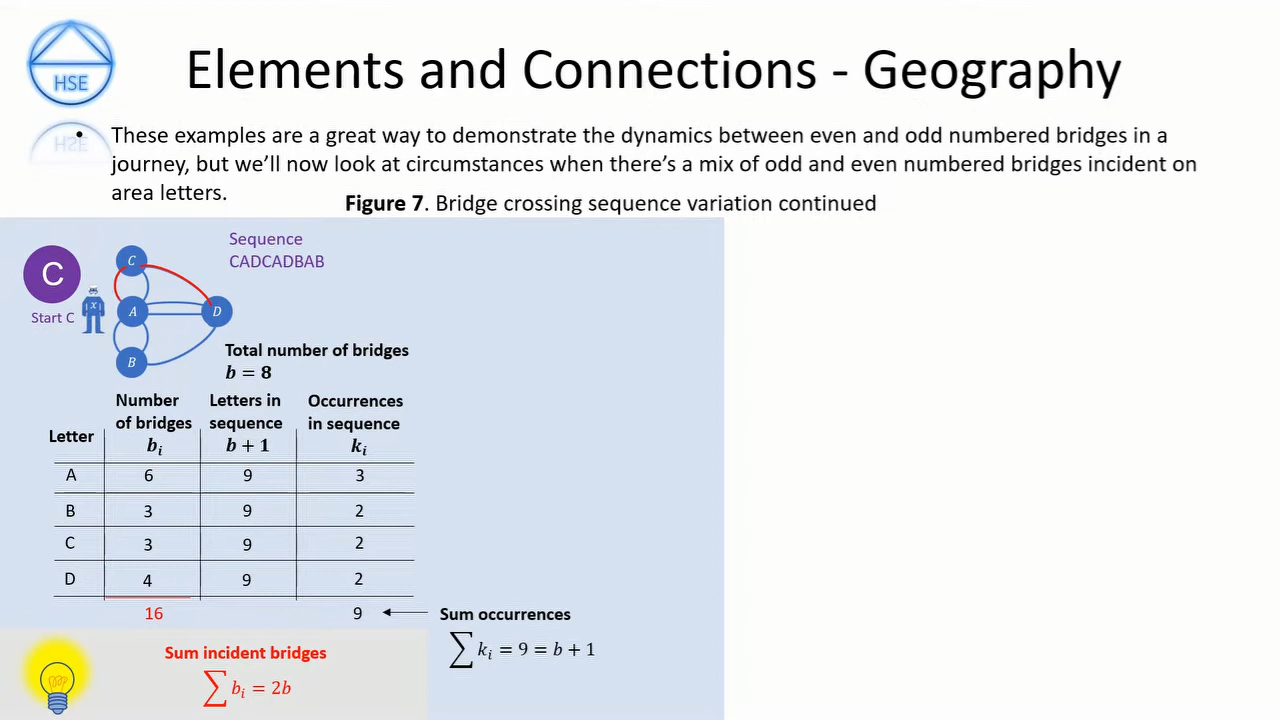 HSE
Elements and Connections - Geography
• These examples are a great way to demonstrate the dynamics between even and odd numbered bridges in a
journey, but we'll now look at circumstances when there's a mix of odd and even numbered bridges incident on
area letters.
Figure 7. Bridge crossing sequence variation continued
C
Start C
x
C
A
D
B
Sequence
CADCADBAB
Total number of bridges
b = 8
Letter
Number of bridges bᵢ
Letters in sequence b + 1
Occurrences in sequence kᵢ
A 6 9 3
B 3 9 2
C 3 9 2
D 4 9 2
16 9
Sum occurrences
∑ kᵢ = 9 = b + 1
Sum incident bridges
∑ bᵢ = 2b